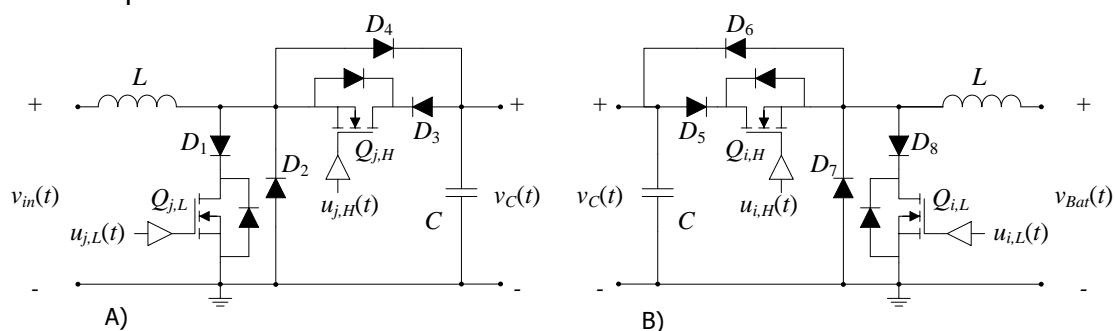 D4
D6
L
L
+
+
+
+
D3
D5
D1
Qj,H
Qi,H
D8
D2
D7
Qj,L
Qi,L
vin(t)
uj,H(t)
vC(t)
vC(t)
ui,H(t)
vBat(t)
uj,L(t)
C
C
ui,L(t)
-
-
-
-
A)
B)